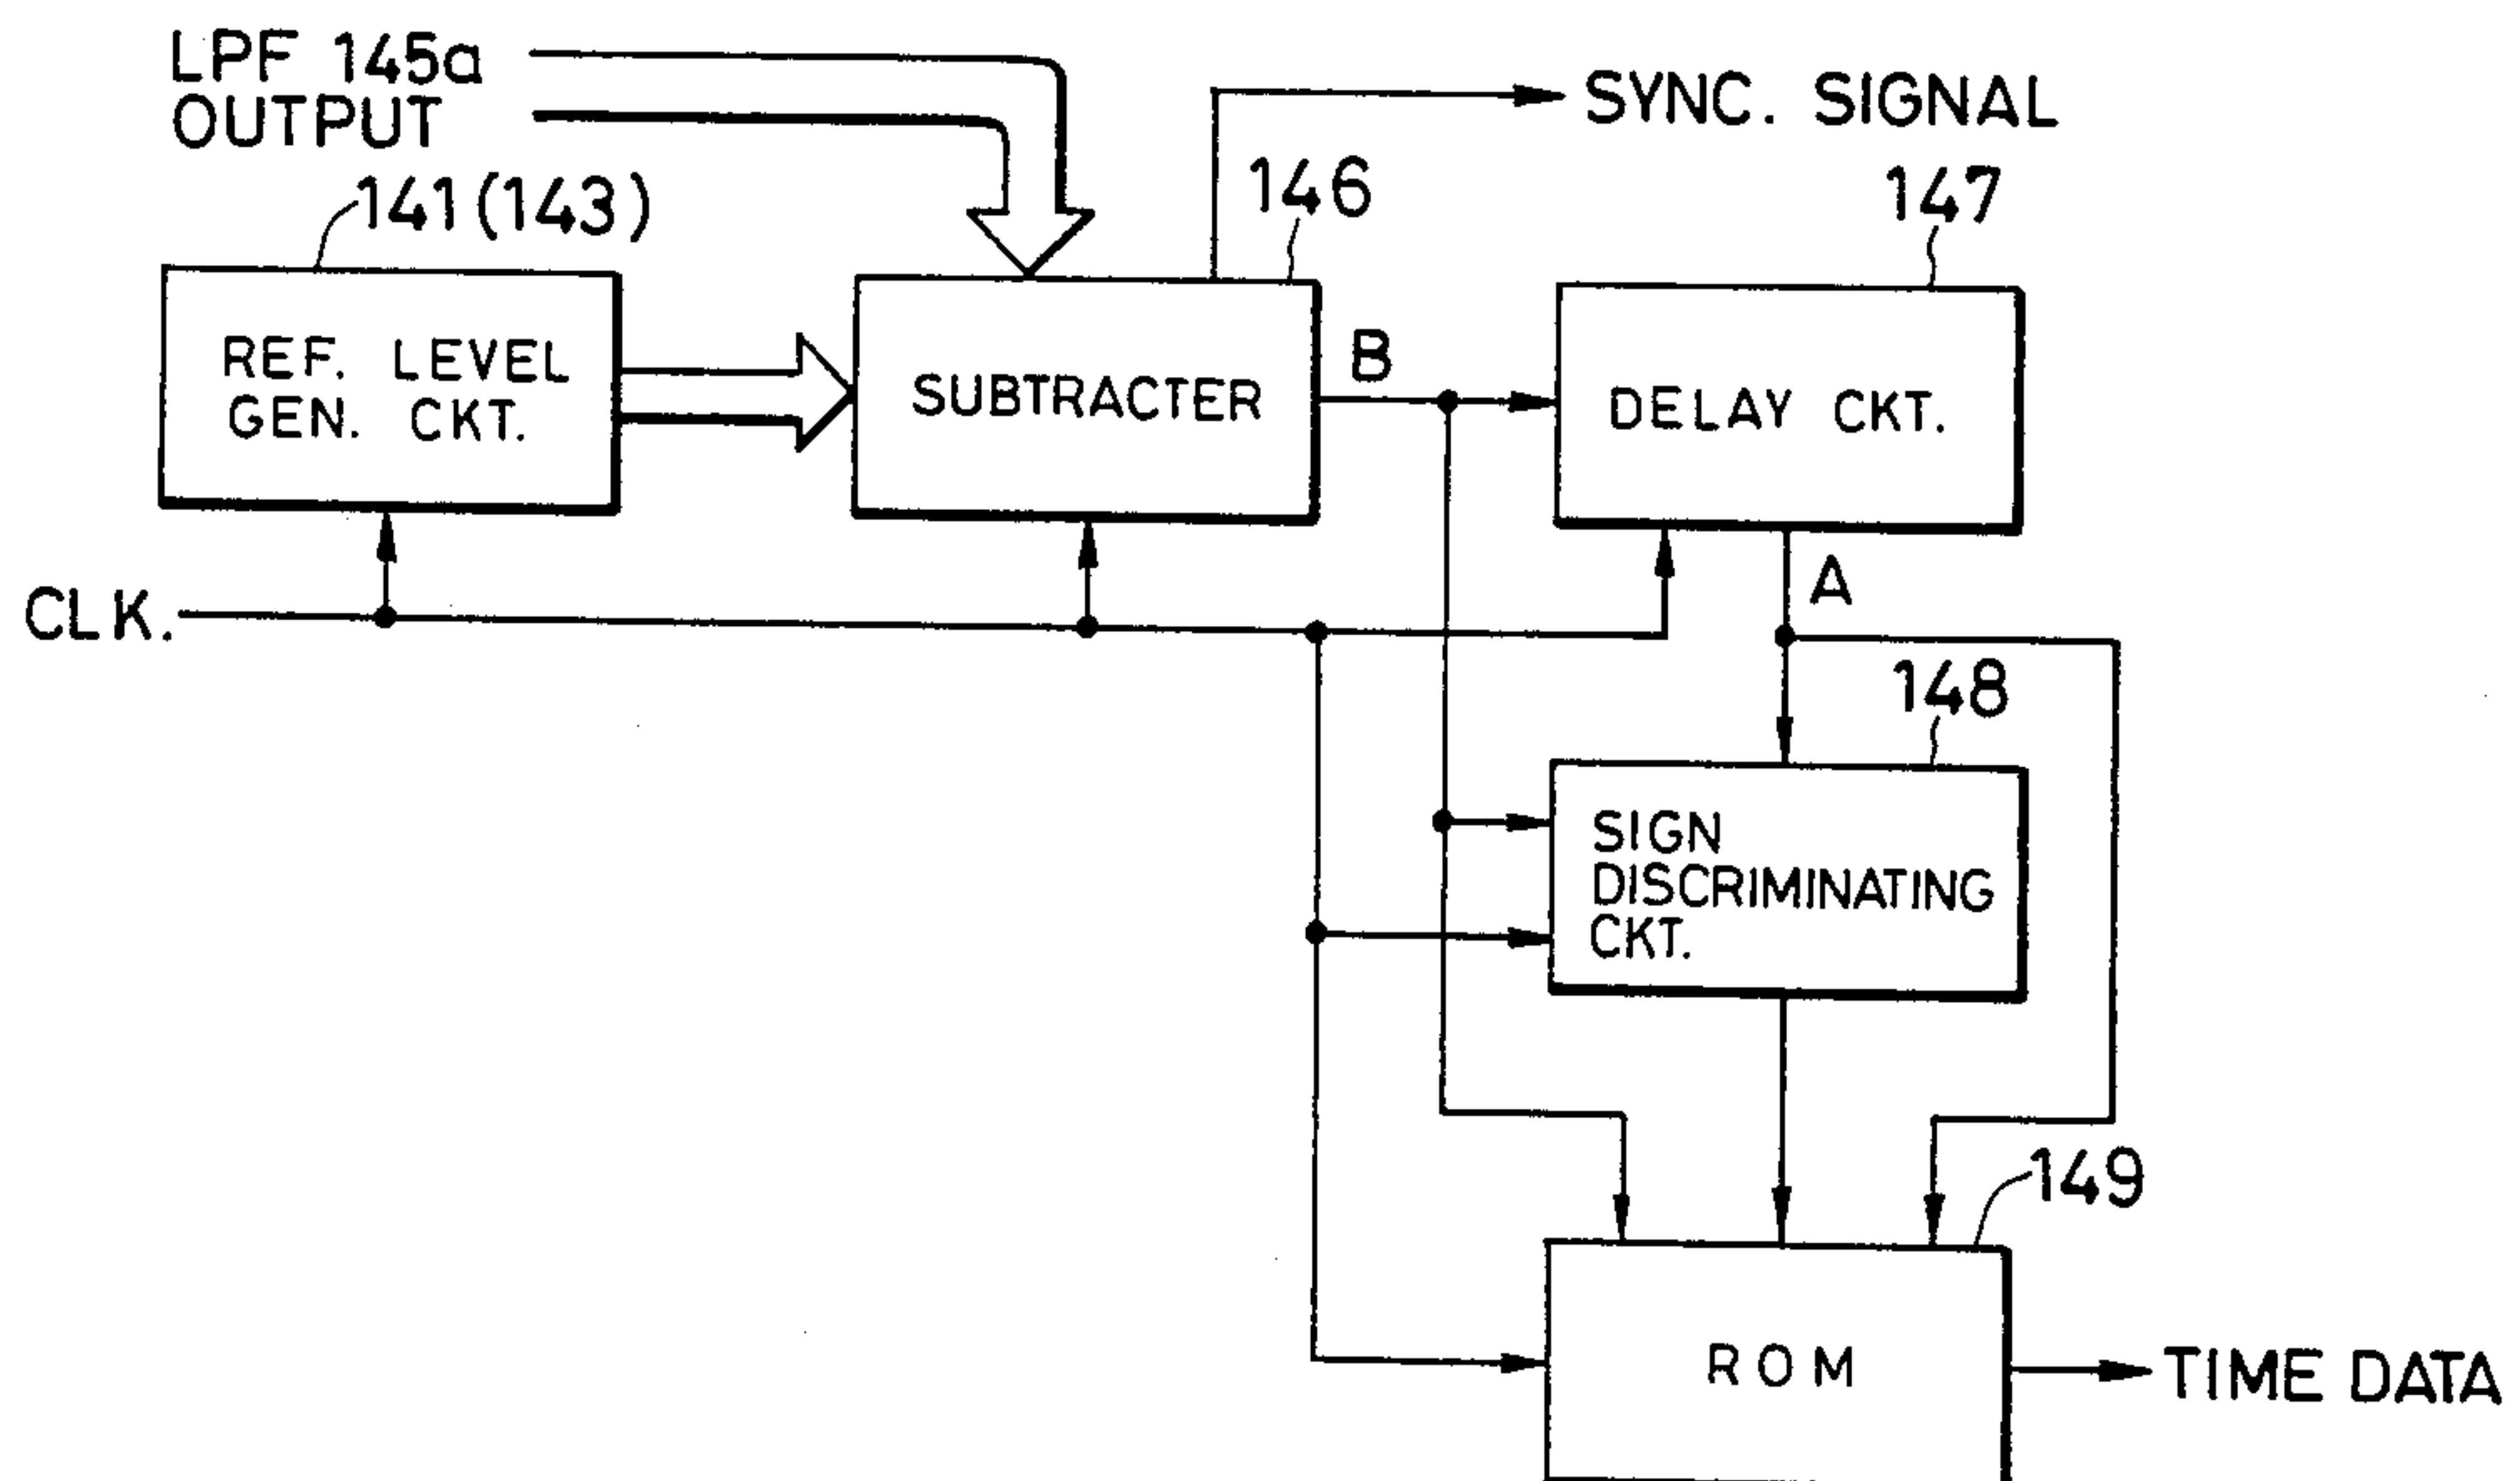 LPF 145a
OUTPUT
SYNC. SIGNAL
141(143)
146
147
REF. LEVEL
GEN. CKT.
SUBTRACTER
B
DELAY CKT.
CLK.
A
148
SIGN
DISCRIMINATING
CKT.
149
ROM
TIME DATA